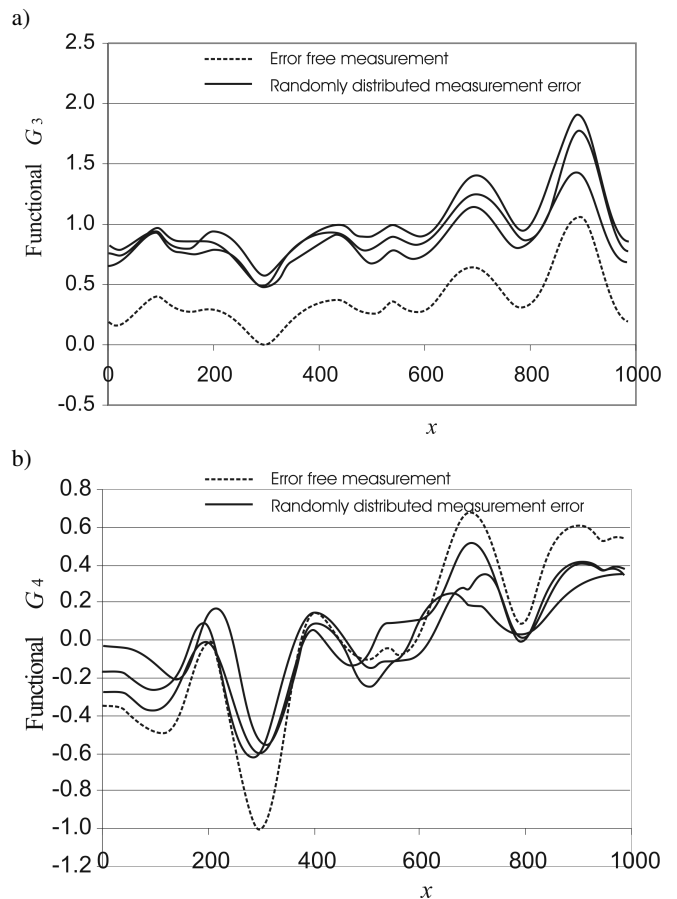 a)
2.5
2.0
1.5
1.0
0.5
0.0
-0.5
Functional G3
Error free measurement
Randomly distributed measurement error
0 200 400 600 800 1000
x
b)
0.8
0.6
0.4
0.2
0.0
-0.2
-0.4
-0.6
-0.8
-1.0
-1.2
Functional G4
Error free measurement
Randomly distributed measurement error
0 200 400 600 800 1000
x